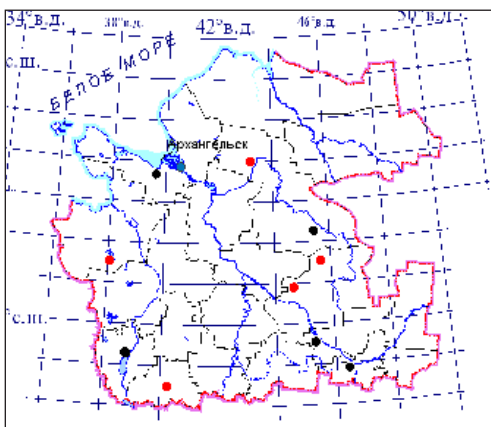 34°в.д.
38°в.д.
42°в.д.
46°в.д.
50°в.д.
с.ш.
БЕЛОЕ МОРЕ
Архангельск
°с.ш.